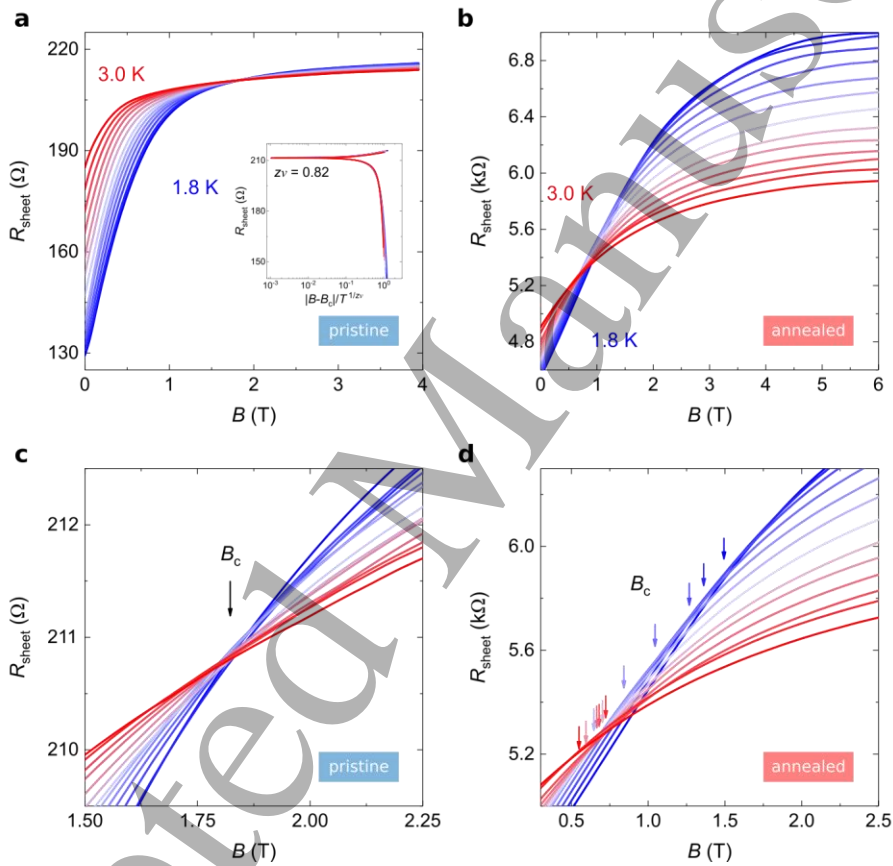 a
220
190
160
130
R_sheet (Ω)
3.0 K
1.8 K
0 1 2 3 4
B (T)
pristine
210
180
150
R_sheet (Ω)
zν = 0.82
10⁻³ 10⁻² 10⁻¹ 10⁰
|B-B_c|/T^1/zν
b
6.8
6.4
6.0
5.6
5.2
4.8
R_sheet (kΩ)
3.0 K
1.8 K
0 1 2 3 4 5 6
B (T)
annealed
c
212
211
210
R_sheet (Ω)
B_c
1.50 1.75 2.00 2.25
B (T)
pristine
d
6.0
5.6
5.2
R_sheet (kΩ)
B_c
0.5 1.0 1.5 2.0 2.5
B (T)
annealed
ted Manus